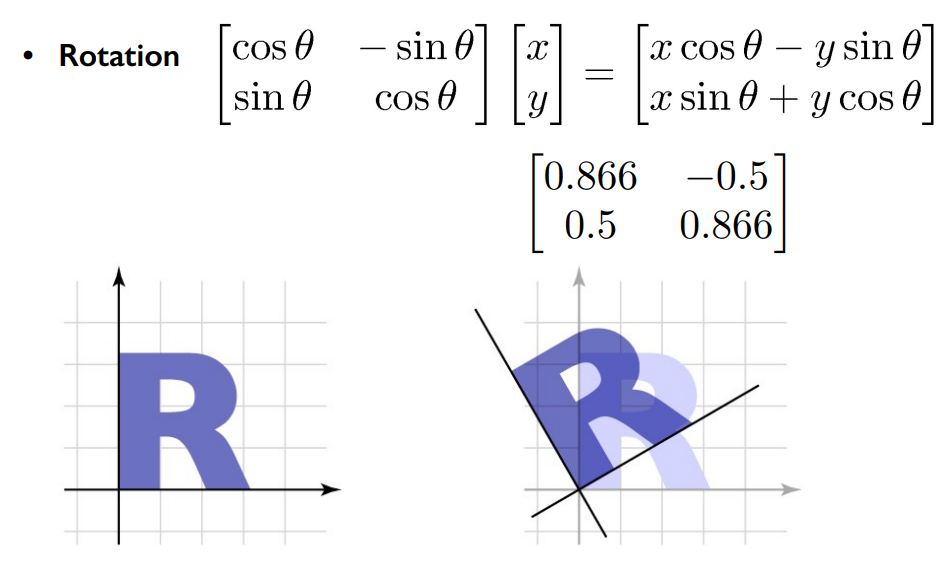 • Rotation [cos θ −sin θ; sin θ cos θ] [x; y] = [x cos θ − y sin θ; x sin θ + y cos θ]
[0.866 −0.5; 0.5 0.866]
R R R